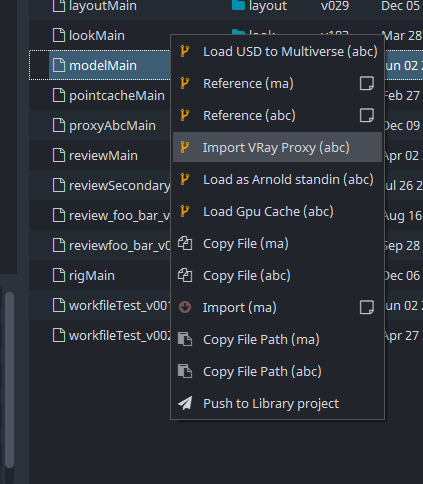 layoutMain layout v029 Dec 05
lookMain look v183 Mar 28
modelMain Jun 02 2
pointcacheMain Feb 27
proxyAbcMain Dec 09
reviewMain Apr 02 2
reviewSecondary Jul 26 2
review_foo_bar_v Aug 16
reviewfoo_bar_v0 Sep 28
rigMain Dec 06
workfileTest_v001 Jun 02 2
workfileTest_v002 Apr 27
Load USD to Multiverse (abc)
Reference (ma)
Reference (abc)
Import VRay Proxy (abc)
Load as Arnold standin (abc)
Load Gpu Cache (abc)
Copy File (ma)
Copy File (abc)
Import (ma)
Copy File Path (ma)
Copy File Path (abc)
Push to Library project